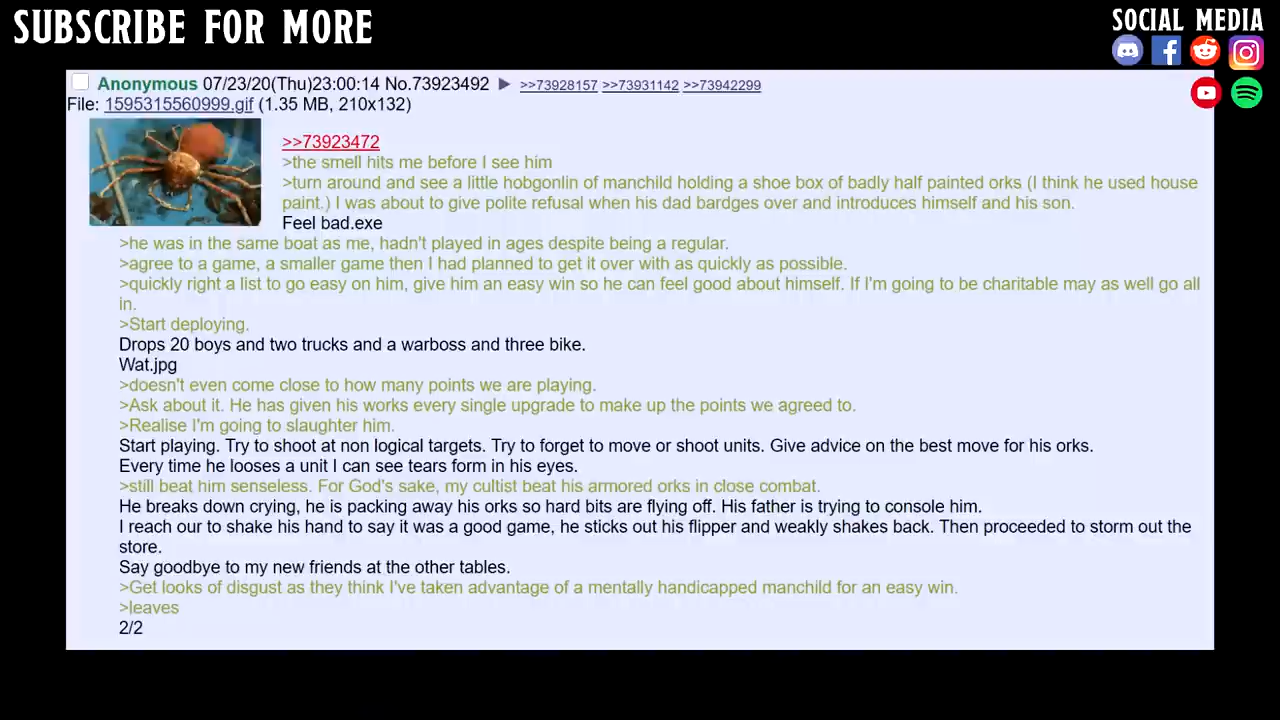 SUBSCRIBE FOR MORE
SOCIAL MEDIA
Anonymous 07/23/20(Thu)23:00:14 No.73923492 ▶ >>73928157 >>73931142 >>73942299
File: 1595315560999.gif (1.35 MB, 210x132)
>>73923472
>the smell hits me before I see him
>turn around and see a little hobgonlin of manchild holding a shoe box of badly half painted orks (I think he used house
paint.) I was about to give polite refusal when his dad bardges over and introduces himself and his son.
Feel bad.exe
>he was in the same boat as me, hadn't played in ages despite being a regular.
>agree to a game, a smaller game then I had planned to get it over with as quickly as possible.
>quickly right a list to go easy on him, give him an easy win so he can feel good about himself. If I'm going to be charitable may as well go all
in.
>Start deploying.
Drops 20 boys and two trucks and a warboss and three bike.
Wat.jpg
>doesn't even come close to how many points we are playing.
>Ask about it. He has given his works every single upgrade to make up the points we agreed to.
>Realise I'm going to slaughter him.
Start playing. Try to shoot at non logical targets. Try to forget to move or shoot units. Give advice on the best move for his orks.
Every time he looses a unit I can see tears form in his eyes.
>still beat him senseless. For God's sake, my cultist beat his armored orks in close combat.
He breaks down crying, he is packing away his orks so hard bits are flying off. His father is trying to console him.
I reach our to shake his hand to say it was a good game, he sticks out his flipper and weakly shakes back. Then proceeded to storm out the
store.
Say goodbye to my new friends at the other tables.
>Get looks of disgust as they think I've taken advantage of a mentally handicapped manchild for an easy win.
>leaves
2/2